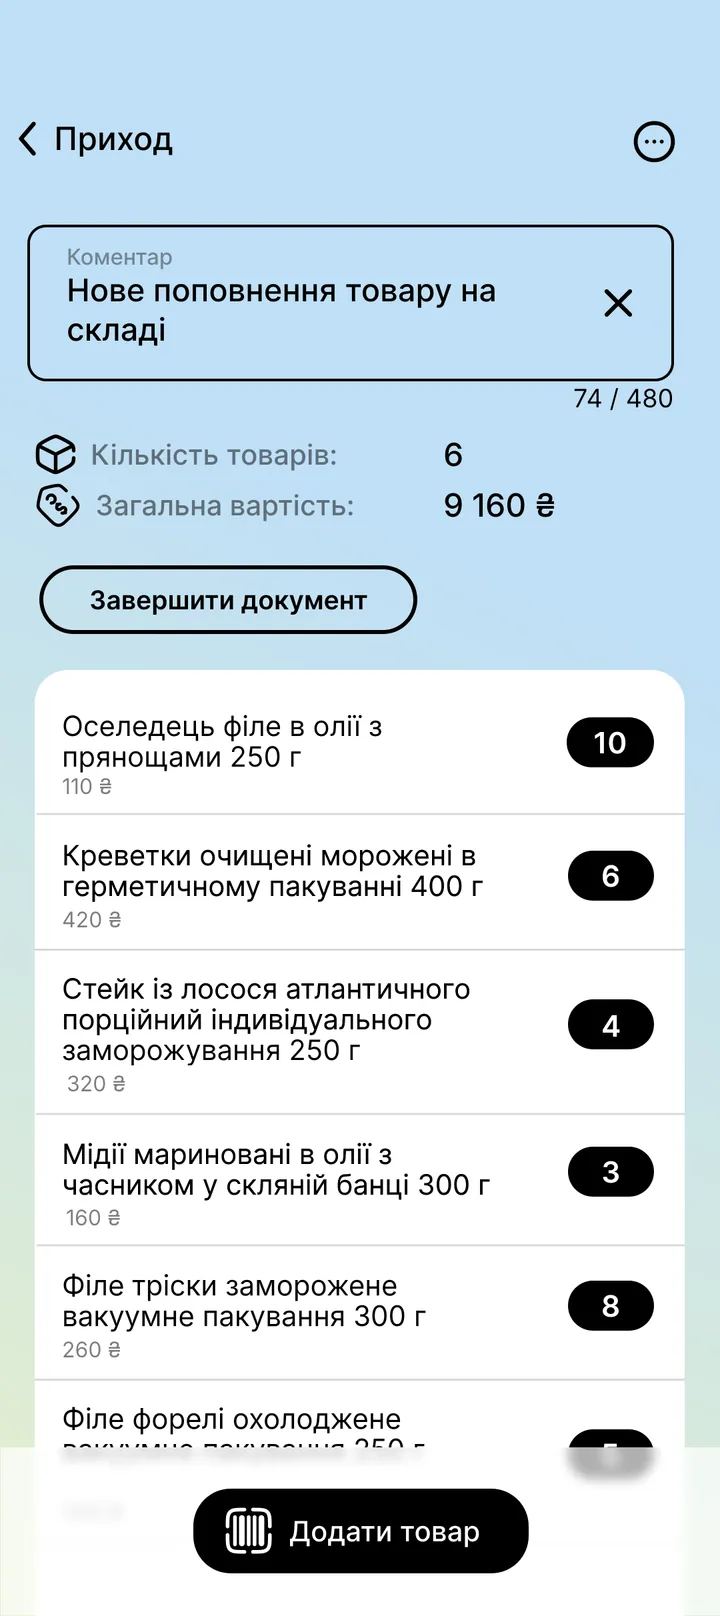 Приход
Коментар
Нове поповнення товару на
складі
74 / 480
Кількість товарів: 6
Загальна вартість: 9 160 ₴
Завершити документ
Оселедець філе в олії з
прянощами 250 г
10
110 ₴
Креветки очищені морожені в
герметичному пакуванні 400 г
6
420 ₴
Стейк із лосося атлантичного
порційний індивідуального
заморожування 250 г
4
320 ₴
Мідії мариновані в олії з
часником у скляній банці 300 г
3
160 ₴
Філе тріски заморожене
вакуумне пакування 300 г
8
260 ₴
Філе форелі охолоджене
вакуумне пакування 250 г
Додати товар